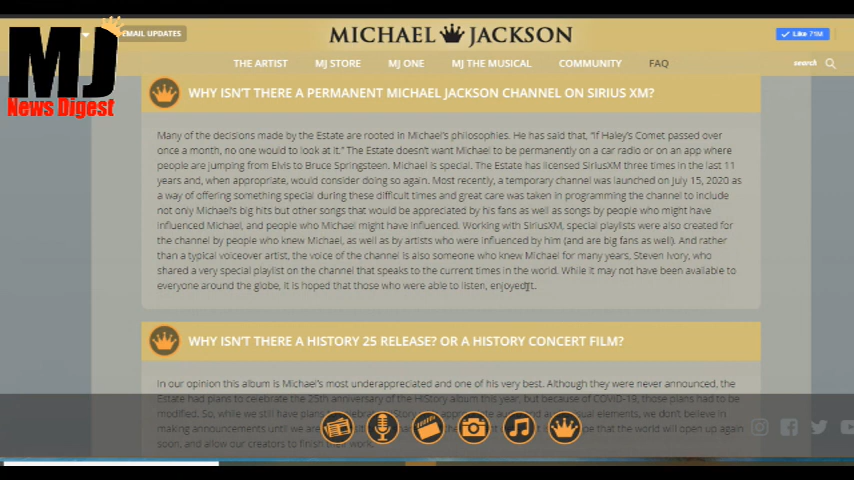 MJ
News Digest
EMAIL UPDATES
MICHAEL JACKSON
Like 71M
THE ARTIST MJ STORE MJ ONE MJ THE MUSICAL COMMUNITY FAQ search
WHY ISN'T THERE A PERMANENT MICHAEL JACKSON CHANNEL ON SIRIUS XM?
Many of the decisions made by the Estate are rooted in Michael's philosophies. He has said that, "If Haley's Comet passed over
once a month, no one would to look at it." The Estate doesn't want Michael to be permanently on a car radio or on an app where
people are jumping from Elvis to Bruce Springsteen. Michael is special. The Estate has licensed SiriusXM three times in the last 11
years and, when appropriate, would consider doing so again. Most recently, a temporary channel was launched on July 15, 2020 as
a way of offering something special during these difficult times and great care was taken in programming the channel to include
not only Michael's big hits but other songs that would be appreciated by his fans as well as songs by people who might have
influenced Michael, and people who Michael might have influenced. Working with SiriusXM, special playlists were also created for
the channel by people who knew Michael, as well as by artists who were influenced by him (and are big fans as well). And rather
than a typical voiceover artist, the voice of the channel is also someone who knew Michael for many years, Steven Ivory, who
shared a very special playlist on the channel that speaks to the current times in the world. While it may not have been available to
everyone around the globe, it is hoped that those who were able to listen, enjoyed it.
WHY ISN'T THERE A HISTORY 25 RELEASE? OR A HISTORY CONCERT FILM?
In our opinion this album is Michael's most underappreciated and one of his very best. Although they were never announced, the
Estate had plans to celebrate the 25th anniversary of the HIStory album this year, but because of COVID-19, those plans had to be
modified. So, while we still have plans
making announcements until we are
that the world will open up again
soon, and allow our creators to finish their work.